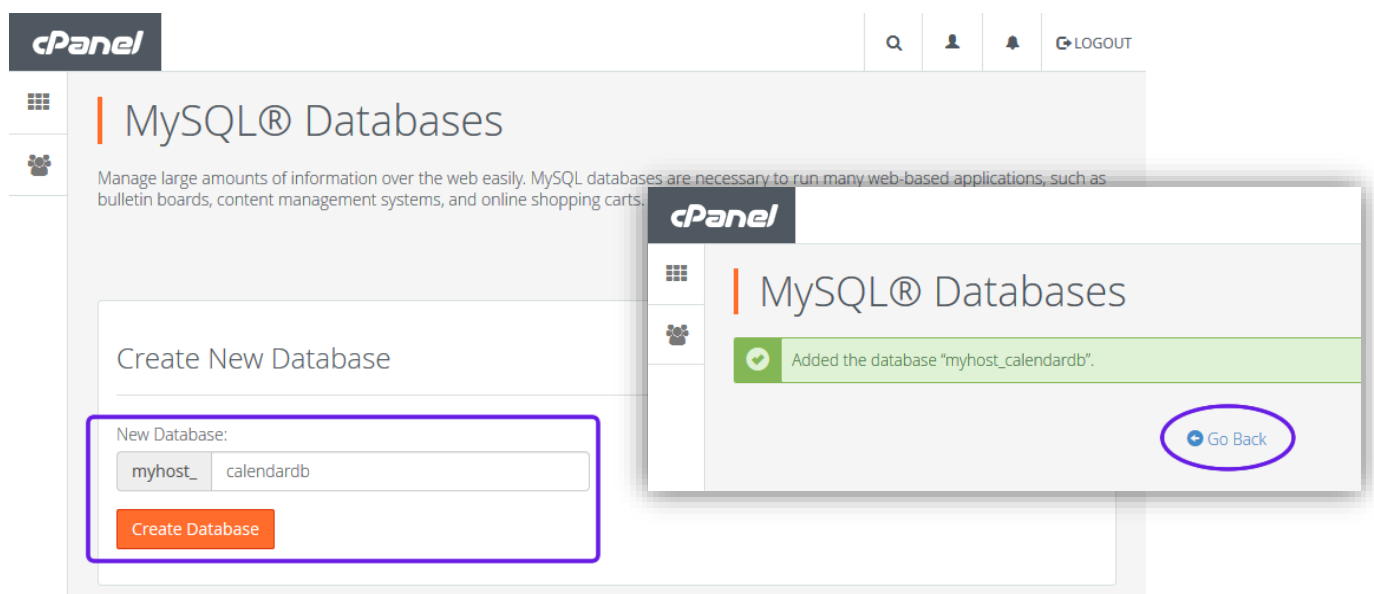 cPanel
LOGOUT
MySQL® Databases
Manage large amounts of information over the web easily. MySQL databases are necessary to run many web-based applications, such as
bulletin boards, content management systems, and online shopping carts.
Create New Database
New Database:
myhost_ calendardb
Create Database
cPanel
MySQL® Databases
Added the database “myhost_calendardb”.
Go Back